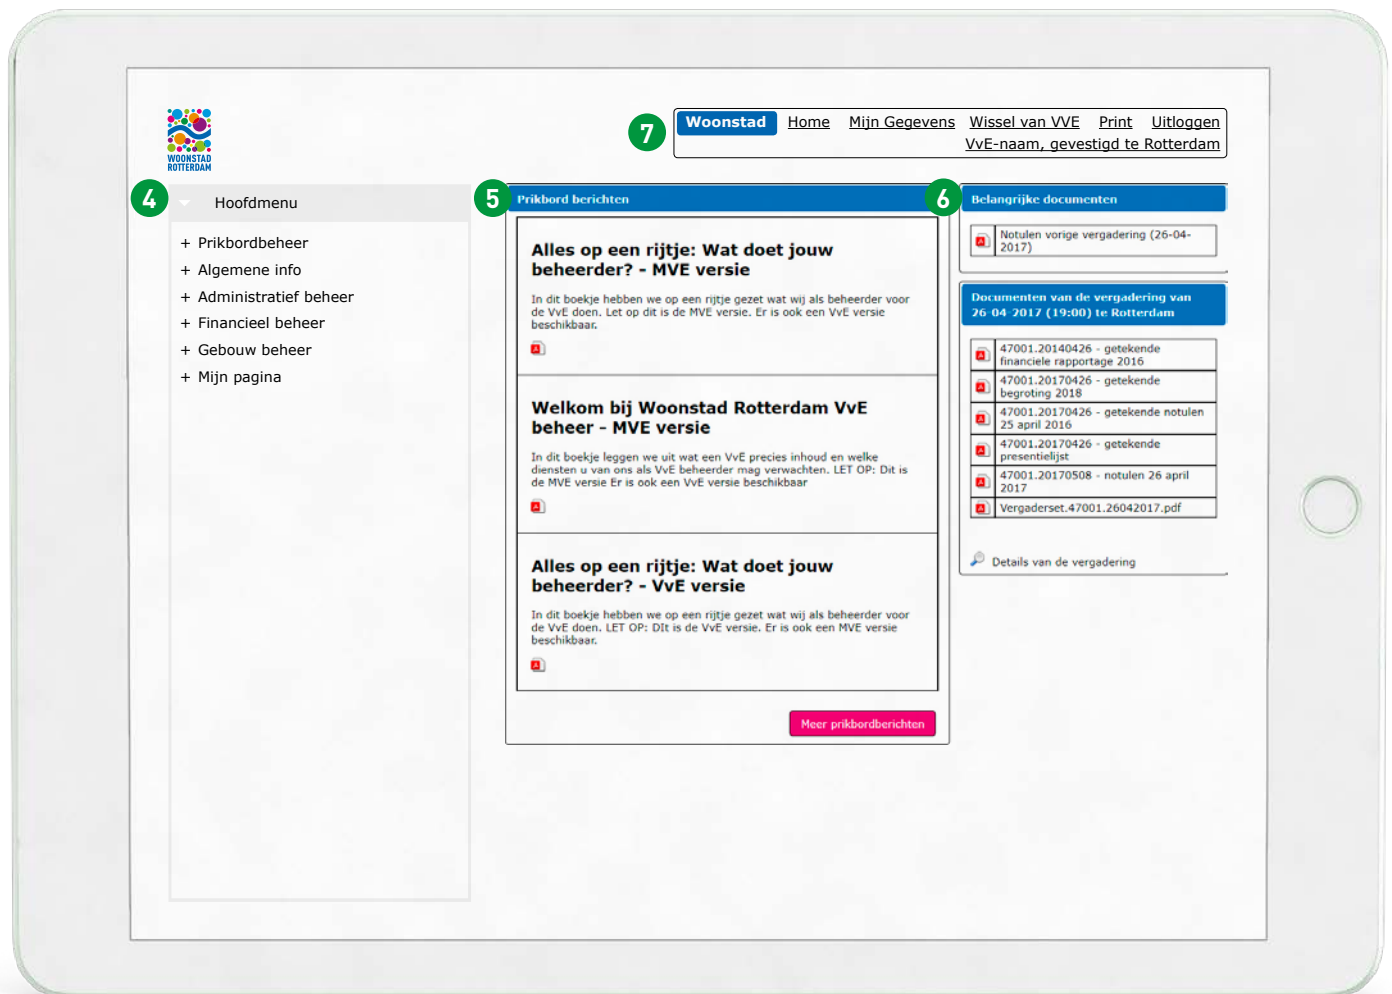 WOONSTAD
ROTTERDAM
7
Woonstad Home Mijn Gegevens Wissel van VVE Print Uitloggen
VvE-naam, gevestigd te Rotterdam
4
Hoofdmenu
+ Prikbordbeheer
+ Algemene info
+ Administratief beheer
+ Financieel beheer
+ Gebouw beheer
+ Mijn pagina
5
Prikbord berichten
Alles op een rijtje: Wat doet jouw
beheerder? - MVE versie
In dit boekje hebben we op een rijtje gezet wat wij als beheerder voor
de VvE doen. Let op dit is de MVE versie. Er is ook een VvE versie
beschikbaar.
Welkom bij Woonstad Rotterdam VvE
beheer - MVE versie
In dit boekje leggen we uit wat een VvE precies inhoud en welke
diensten u van ons als VvE beheerder mag verwachten. LET OP: Dit is
de MVE versie Er is ook een VvE versie beschikbaar
Alles op een rijtje: Wat doet jouw
beheerder? - VvE versie
In dit boekje hebben we op een rijtje gezet wat wij als beheerder voor
de VvE doen. LET OP: DIt is de VvE versie. Er is ook een MVE versie
beschikbaar.
Meer prikbordberichten
6
Belangrijke documenten
Notulen vorige vergadering (26-04-
2017)
Documenten van de vergadering van
26-04-2017 (19:00) te Rotterdam
47001.20140426 - getekende
financiele rapportage 2016
47001.20170426 - getekende
begroting 2018
47001.20170426 - getekende notulen
25 april 2016
47001.20170426 - getekende
presentielijst
47001.20170508 - notulen 26 april
2017
Vergaderset.47001.26042017.pdf
Details van de vergadering